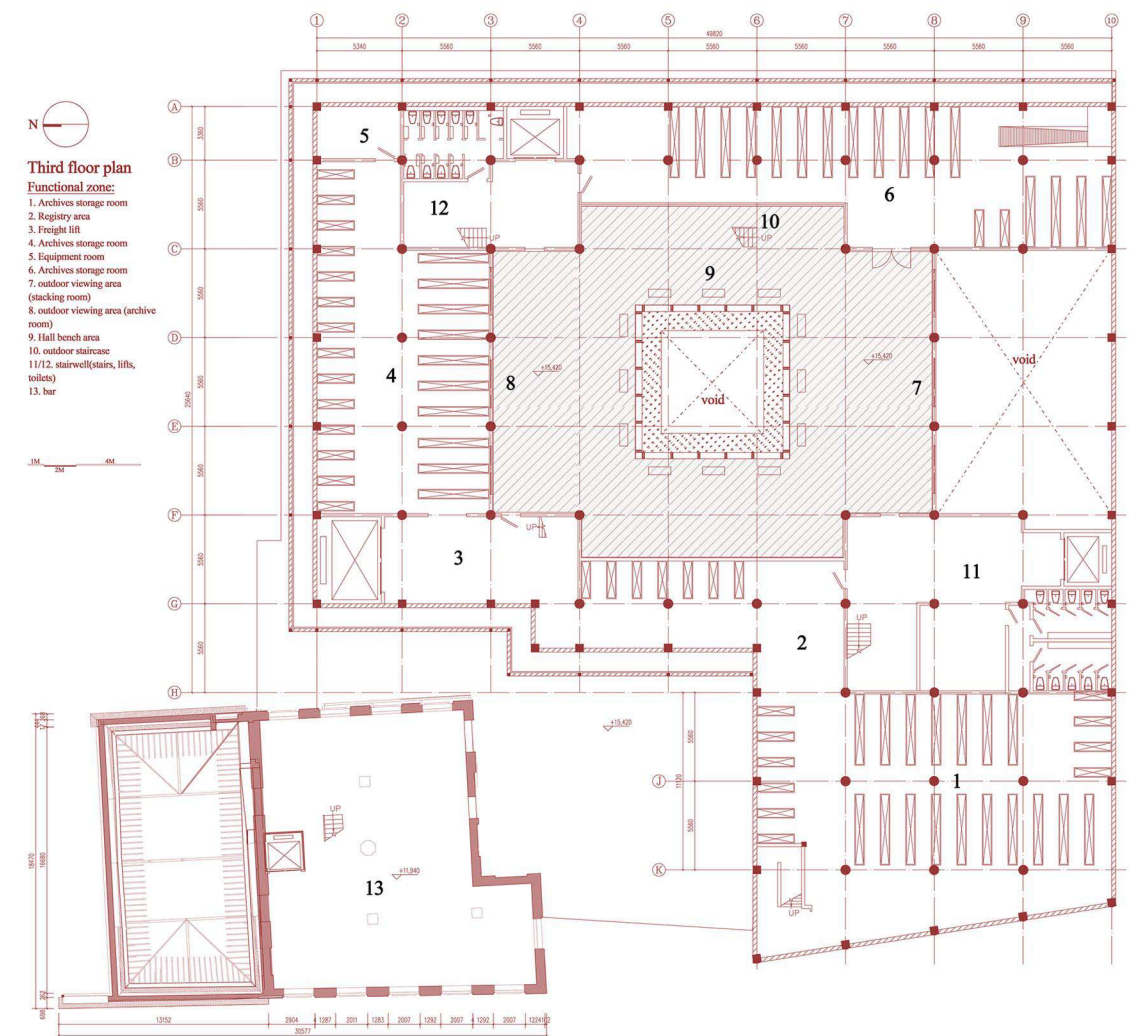 1 2 3 4 5 6 7 8 9 10
49820
5340 5560 5560 5560 5560 5560 5560 5560 5560
N
Third floor plan
Functional zone:
1. Archives storage room
2. Registry area
3. Freight lift
4. Archives storage room
5. Equipment room
6. Archives storage room
7. outdoor viewing area
(stacking room)
8. outdoor viewing area (archive
room)
9. Hall bench area
10. outdoor staircase
11/12. stairwell(stairs, lifts,
toilets)
13. bar
1M 2M 4M
A
3360
5
B
5560
12
UP
10
UP
6
C
5560
9
D
4
8
+15,420
void
+15,420
7
void
5560
25640
E
5560
F
UP
5560
3
11
G
UP
2
5560
H
+15,420
5560
J
11120
1
5560
K
UP
UP
+11,940
13
18470
16680
13152 2904 1287 2011 1283 2007 1292 2007 1292 2007
30577